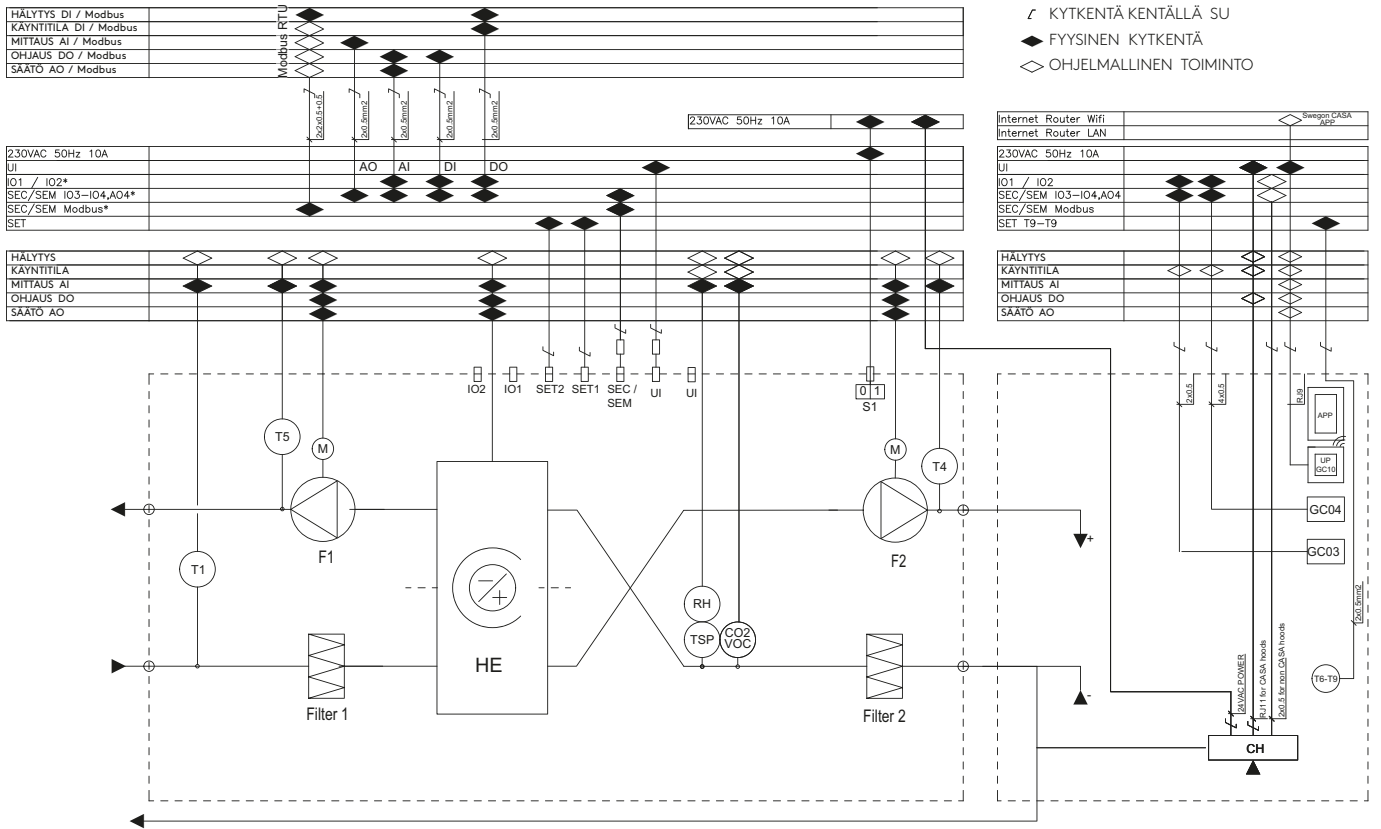 HÄLYTYS DI / Modbus
KÄYNTITILA DI / Modbus
MITTAUS AI / Modbus
OHJAUS DO / Modbus
SÄÄTÖ AO / Modbus
Modbus RTU
KYTKENTÄ KENTÄLLÄ SU
FYYSINEN KYTKENTÄ
OHJELMALLINEN TOIMINTO
2x2x0.5+0.5
2x0.5mm2
2x0.5mm2
2x0.5mm2
2x0.5mm2
230VAC 50Hz 10A
Internet Router Wifi
Internet Router LAN
Swegon CASA
APP
230VAC 50Hz 10A
UI
IO1 / IO2*
SEC/SEM IO3-IO4,AO4*
SEC/SEM Modbus*
SET
AO
AI
DI
DO
230VAC 50Hz 10A
UI
IO1 / IO2
SEC/SEM IO3-IO4,AO4
SEC/SEM Modbus
SET T9-T9
HÄLYTYS
KÄYNTITILA
MITTAUS AI
OHJAUS DO
SÄÄTÖ AO
HÄLYTYS
KÄYNTITILA
MITTAUS AI
OHJAUS DO
SÄÄTÖ AO
IO2
IO1
SET2
SET1
SEC /
SEM
UI
UI
0 1
S1
2x0.5
4x0.5
RJ9
APP
UP
GC10
GC04
GC03
T5
M
M
T4
F1
F2
T1
RH
TSP
CO2
VOC
HE
Filter 1
Filter 2
+
-
2x0.5mm2
T6-T9
24VAC POWER
RJ11 for CASA hoods
2x0.5 for non CASA hoods
CH